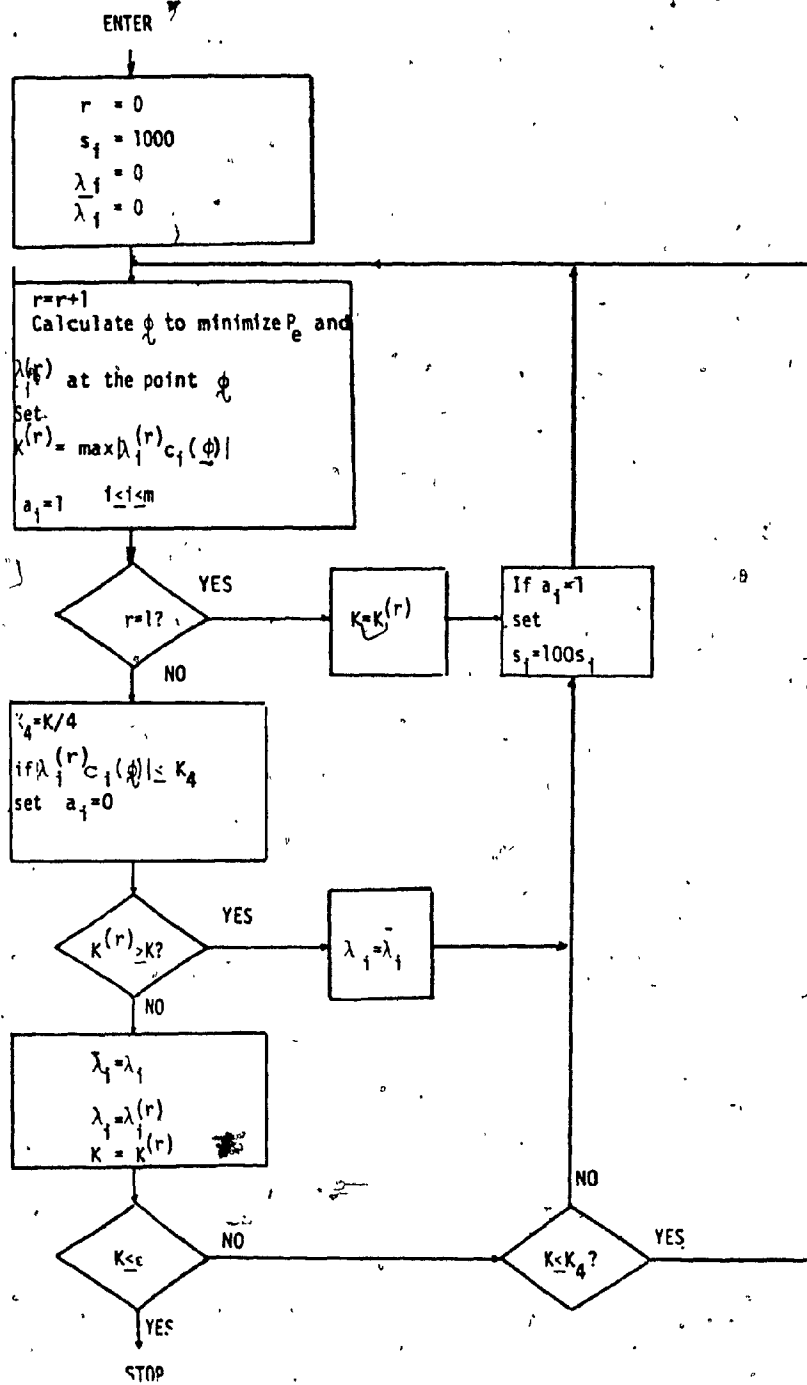 ENTER
r = 0
s_i = 1000
λ_i = 0
λ̄_i = 0
r=r+1
Calculate ϕ to minimize P_e and
λ_i^(r) at the point ϕ
Set
K^(r) = max|λ_i^(r) c_i(ϕ)|
a_i=1 i≤i≤m
r=1?
YES
K=K^(r)
If a_i=1
set
s_i=100s_i
NO
K_4=K/4
if|λ_i^(r) c_i(ϕ)|≤ K_4
set a_i=0
K^(r)≥K?
YES
λ_i=λ̄_i
NO
λ̄_i=λ_i
λ_i=λ_i^(r)
K = K^(r)
K≤ε
NO
K≤K_4?
NO
YES
YES
STOP